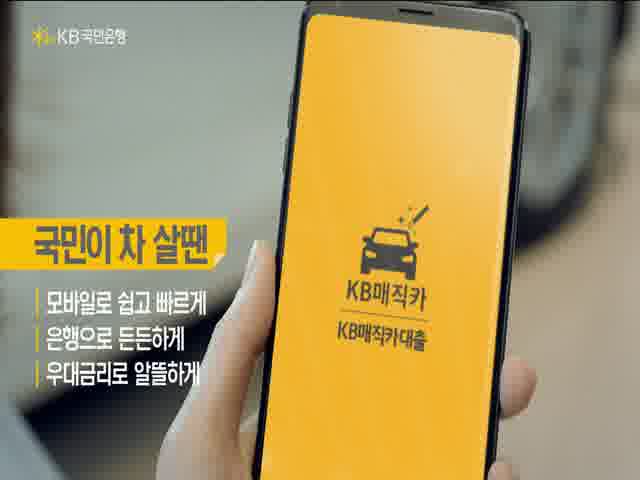 KB국민은행
국민이 차 살땐
모바일로 쉽고 빠르게
은행으로 든든하게
우대금리로 알뜰하게
KB매직카
KB매직카대출